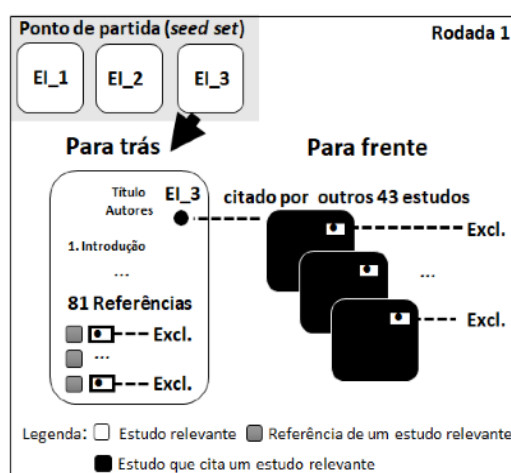 Ponto de partida (seed set)
Rodada 1
EI_1 EI_2 EI_3
Para trás
Para frente
Título EI_3
Autores
citado por outros 43 estudos
1. Introdução
...
81 Referências
Excl.
...
Excl.
Excl.
...
Excl.
Legenda: Estudo relevante Referência de um estudo relevante
Estudo que cita um estudo relevante